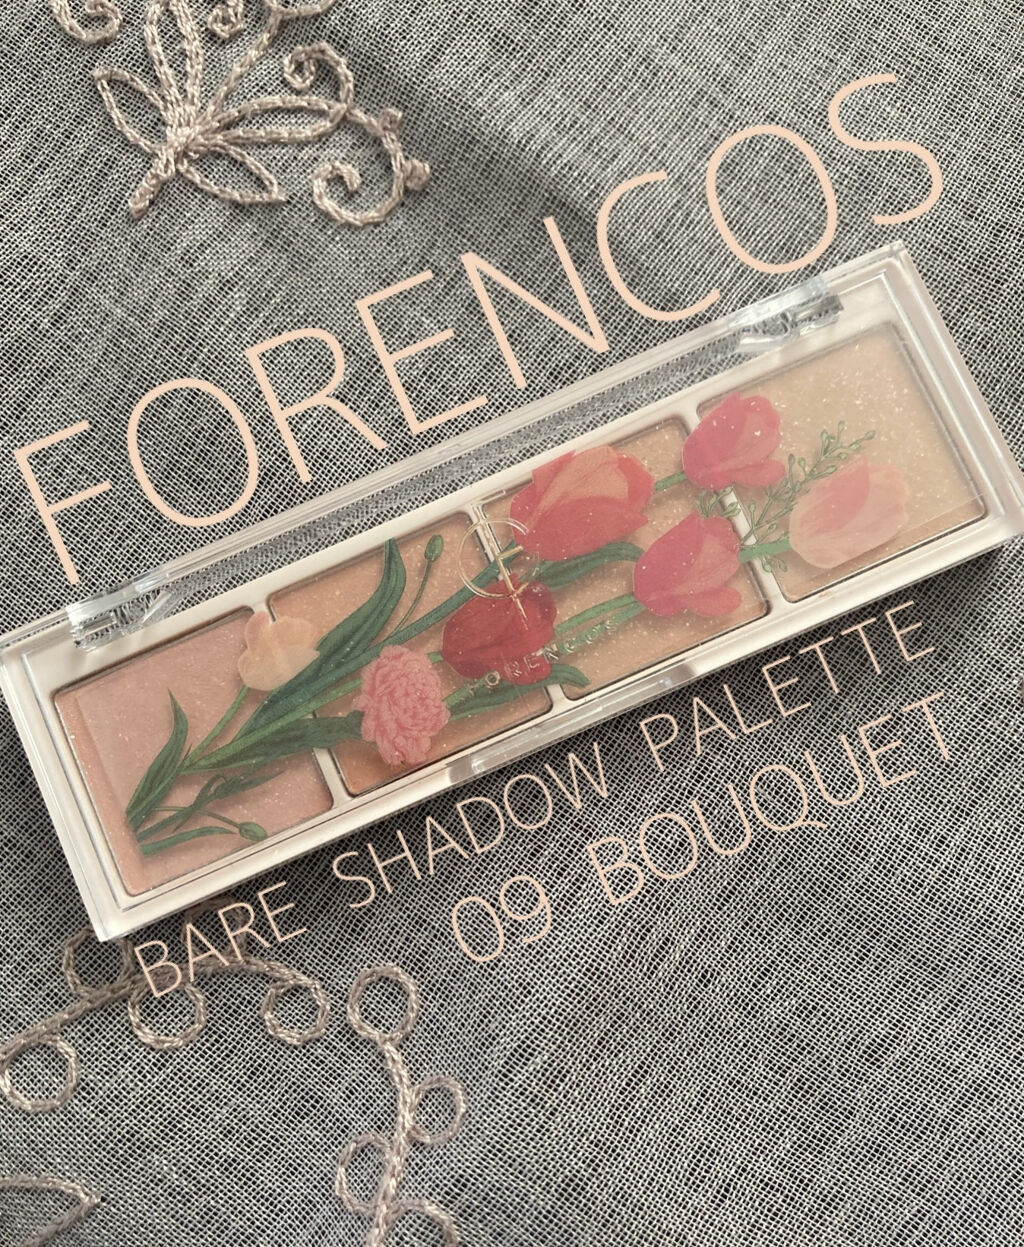 FORENCOS
FORENCOS
BARE SHADOW PALETTE
09 BOUQUET